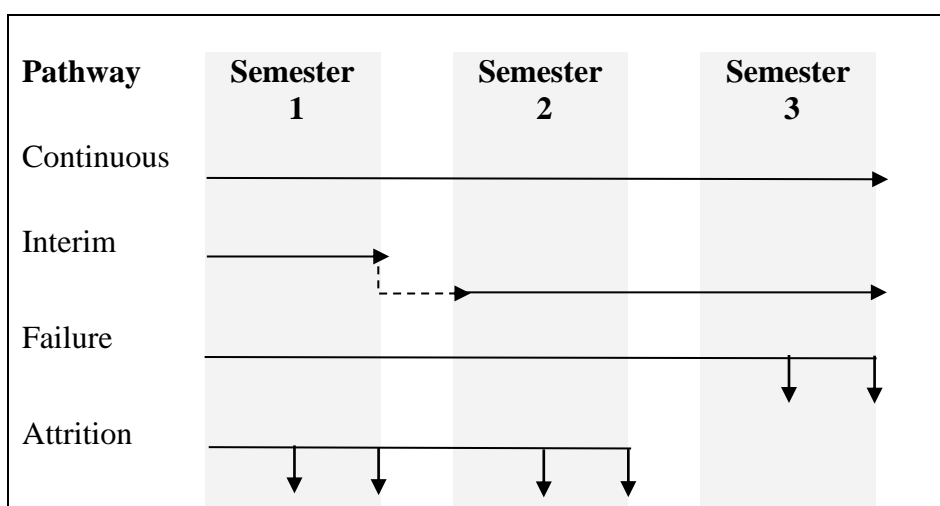 Pathway Semester Semester Semester
1 2 3
Continuous
Interim
Failure
Attrition